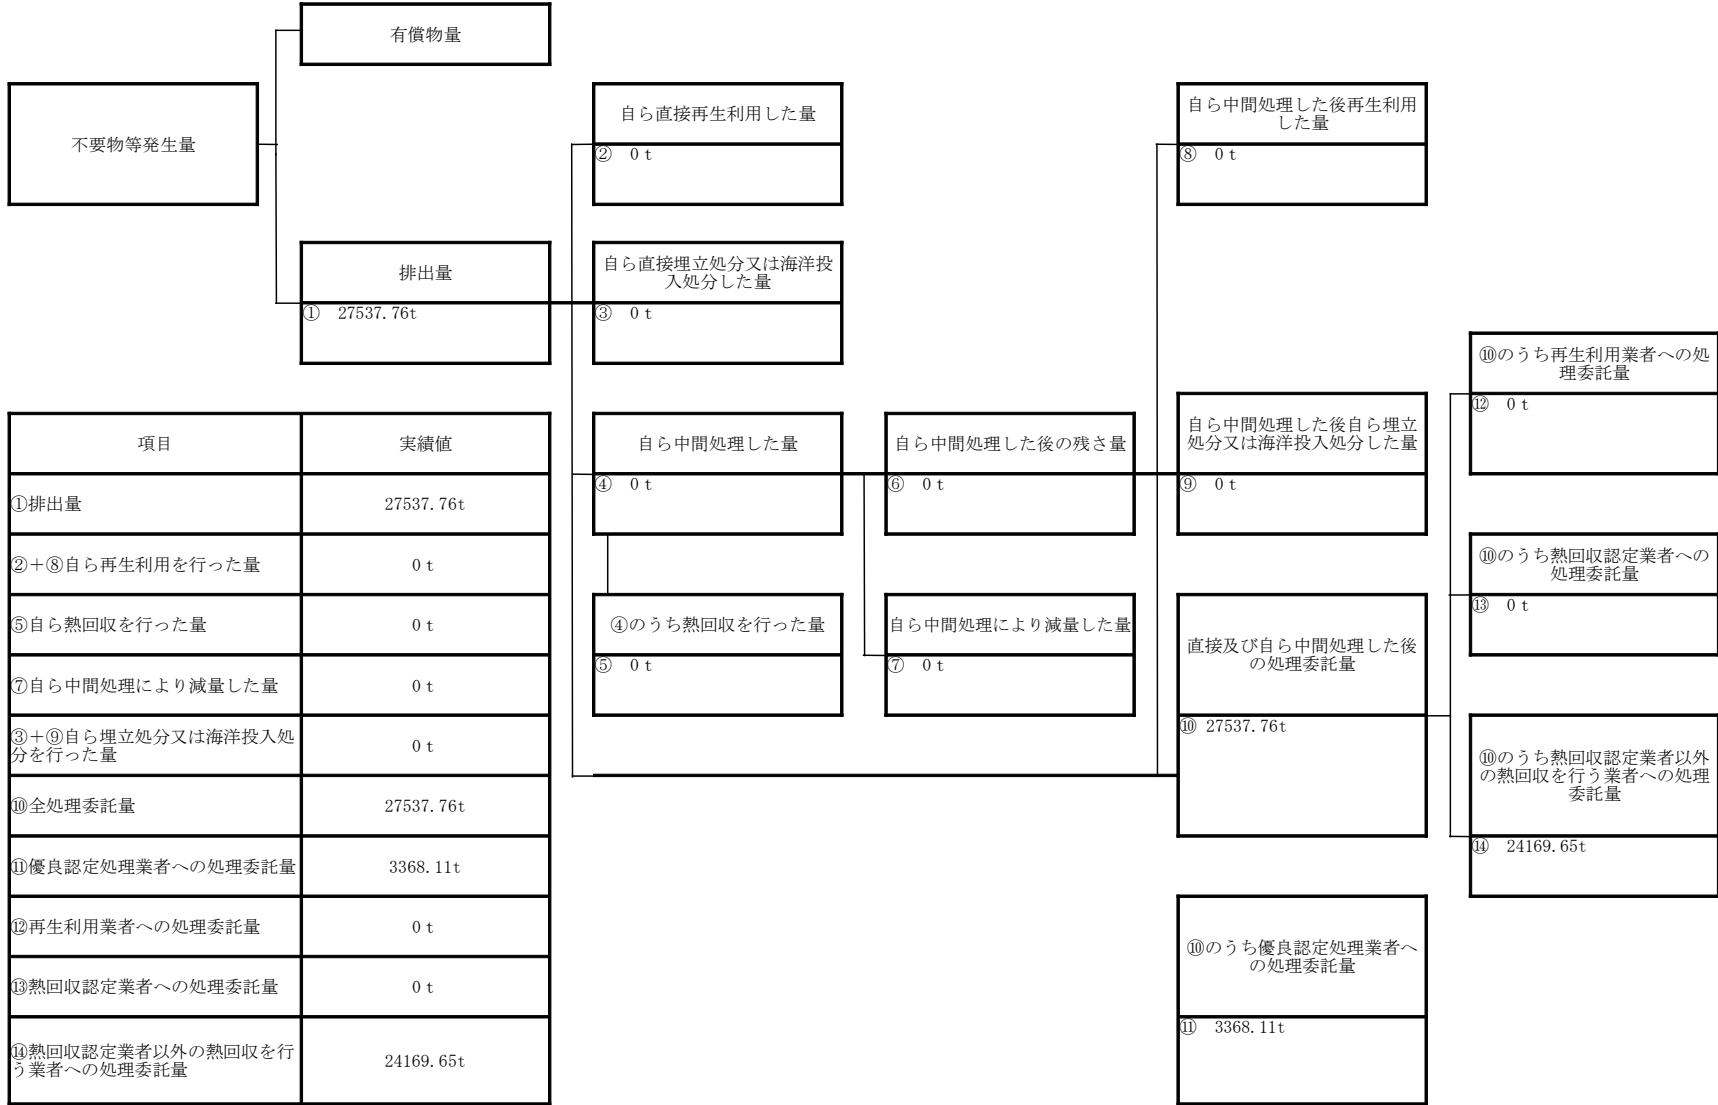 有償物量
不要物等発生量
自ら直接再生利用した量
② 0 t
自ら中間処理した後再生利用
した量
⑧ 0 t
排出量
① 27537.76t
自ら直接埋立処分又は海洋投
入処分した量
③ 0 t
⑩のうち再生利用業者への処
理委託量
⑫ 0 t
自ら中間処理した量
④ 0 t
自ら中間処理した後の残さ量
⑥ 0 t
自ら中間処理した後自ら埋立
処分又は海洋投入処分した量
⑨ 0 t
⑩のうち熱回収認定業者への
処理委託量
⑬ 0 t
④のうち熱回収を行った量
⑤ 0 t
自ら中間処理により減量した量
⑦ 0 t
直接及び自ら中間処理した後
の処理委託量
⑩ 27537.76t
⑩のうち熱回収認定業者以外
の熱回収を行う業者への処理
委託量
⑭ 24169.65t
⑩のうち優良認定処理業者へ
の処理委託量
⑪ 3368.11t
項目 実績値
①排出量 27537.76t
②+⑧自ら再生利用を行った量 0 t
⑤自ら熱回収を行った量 0 t
⑦自ら中間処理により減量した量 0 t
③+⑨自ら埋立処分又は海洋投入処
分を行った量 0 t
⑩全処理委託量 27537.76t
⑪優良認定処理業者への処理委託量 3368.11t
⑫再生利用業者への処理委託量 0 t
⑬熱回収認定業者への処理委託量 0 t
⑭熱回収認定業者以外の熱回収を行
う業者への処理委託量 24169.65t